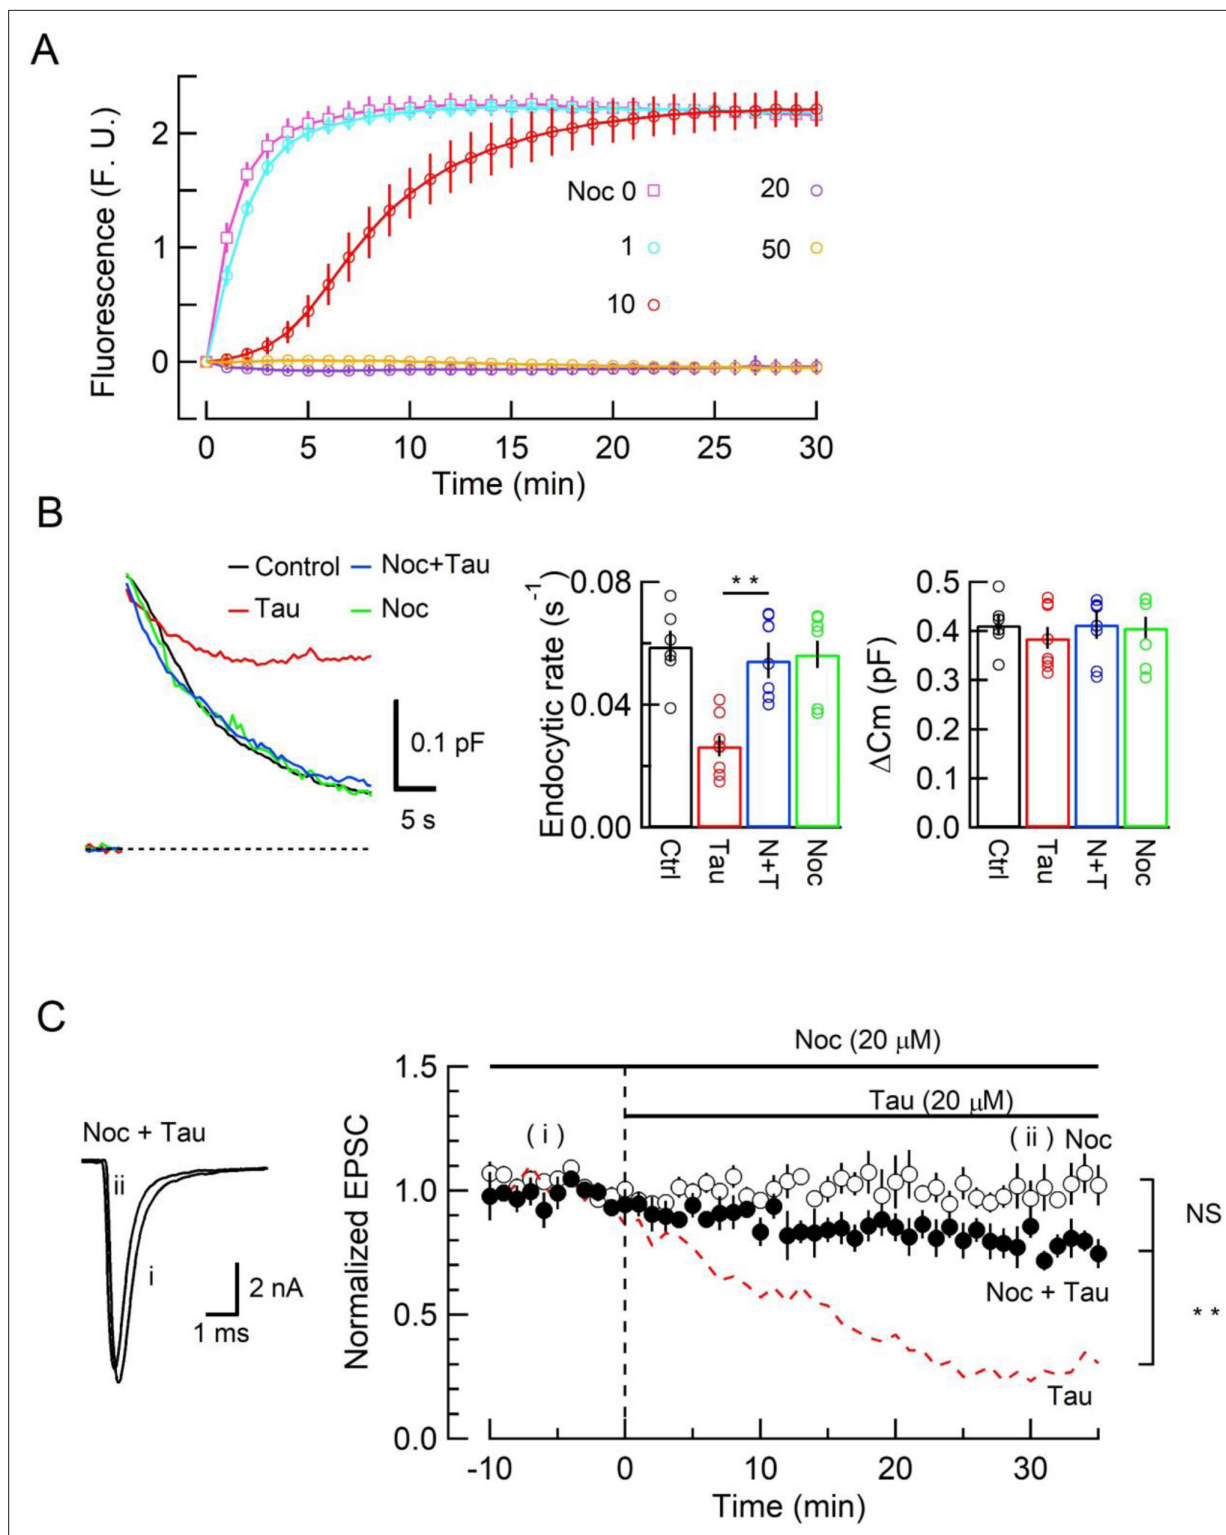 A
Fluorescence (F. U.)
2
1
0
Noc 0
1
10
20
50
0 5 10 15 20 25 30
Time (min)
B
Control
Tau
Noc+Tau
Noc
0.1 pF
5 s
Endocytic rate (s-1)
0.08
0.04
0.00
* *
Ctrl
Tau
N+T
Noc
ΔCm (pF)
0.5
0.4
0.3
0.2
0.1
0.0
Ctrl
Tau
N+T
Noc
C
Noc + Tau
ii
i
2 nA
1 ms
Normalized EPSC
1.5
1.0
0.5
0.0
Noc (20 μM)
Tau (20 μM)
( i )
( ii )
Noc
Noc + Tau
Tau
NS
* *
-10 0 10 20 30
Time (min)